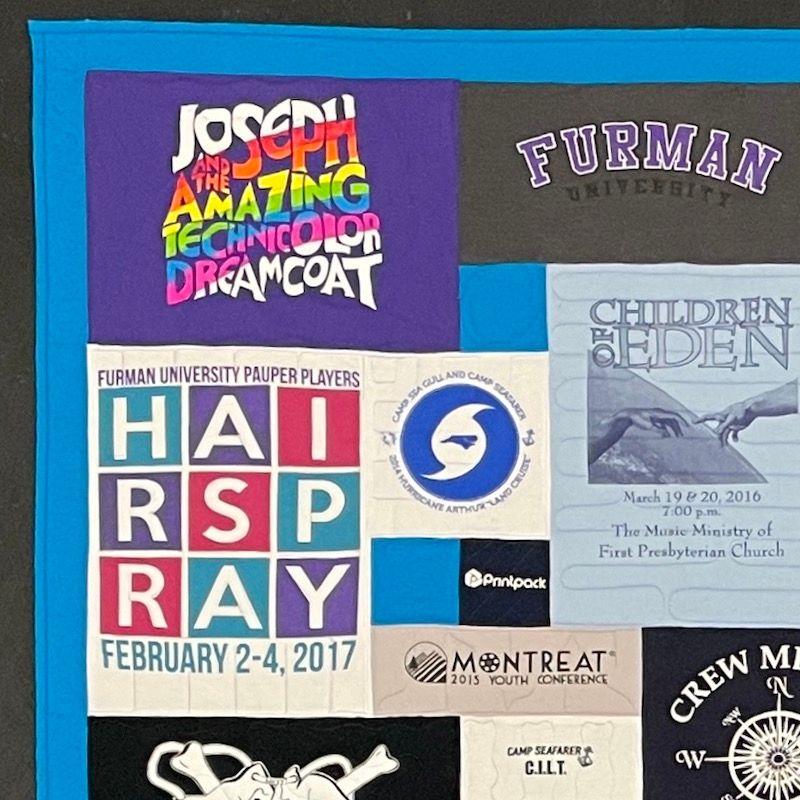 JOSEPH
AND THE
AMAZING
TECHNICOLOR
DREAMCOAT
FURMAN
UNIVERSITY
CHILDREN
OF EDEN
March 19 & 20, 2016
7:00 p.m.
The Music Ministry of
First Presbyterian Church
FURMAN UNIVERSITY PAUPER PLAYERS
HAI
RSP
RAY
FEBRUARY 2-4, 2017
CAMP SEA GULL AND CAMP SEAFARER
2014 HURRICANE ARTHUR "LAND CRUISE"
Printpack
MONTREAT
2015 YOUTH CONFERENCE
CAMP SEAFARER
C.I.L.T.
CREW
N
NW
W